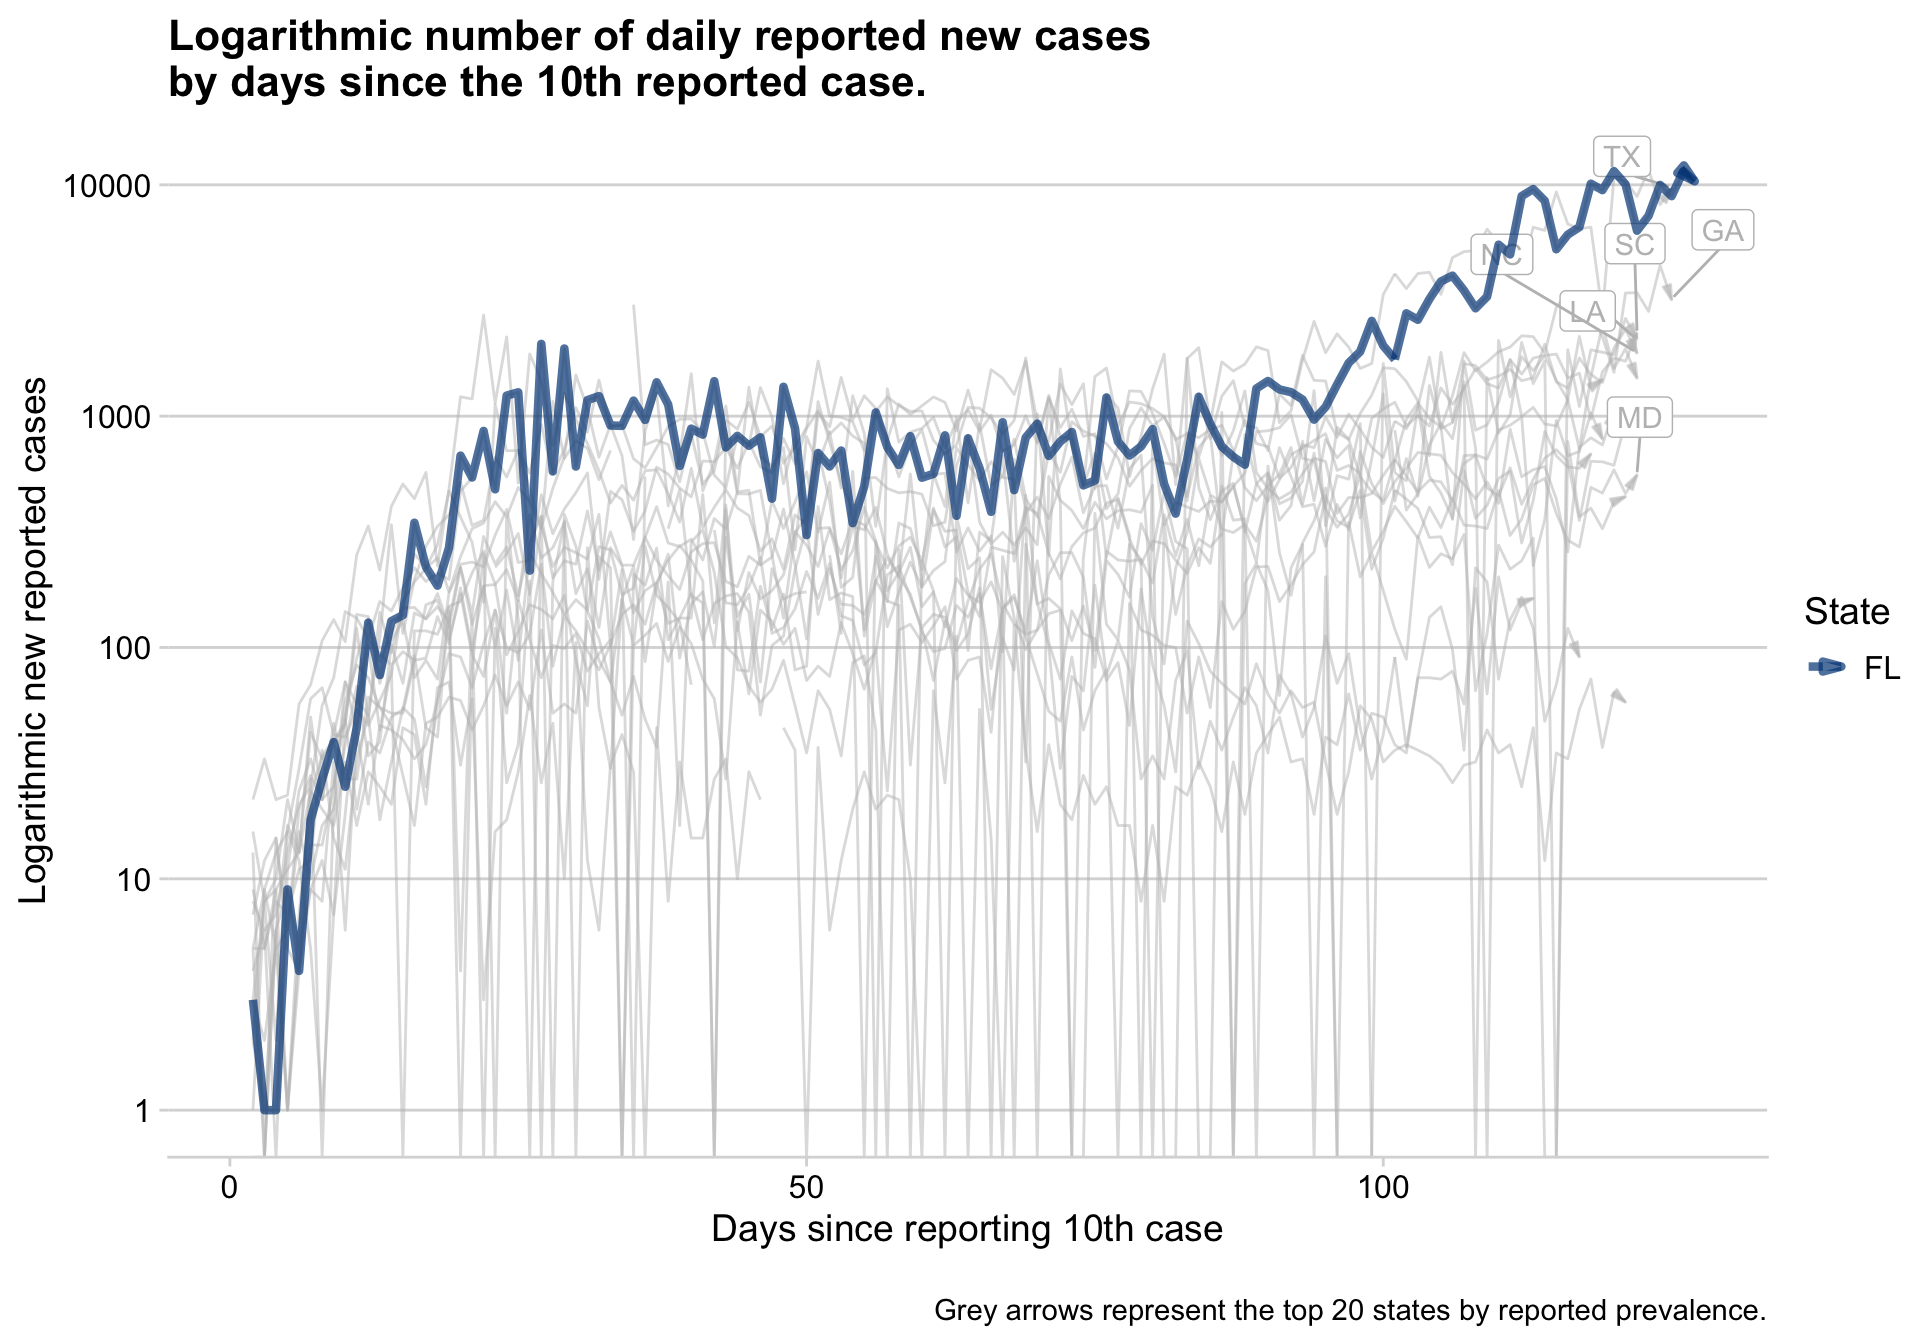 Logarithmic number of daily reported new cases
by days since the 10th reported case.
Logarithmic new reported cases
10000
1000
100
10
1
TX
GA
SC
NC
LA
MD
State
FL
0
50
100
Days since reporting 10th case
Grey arrows represent the top 20 states by reported prevalence.